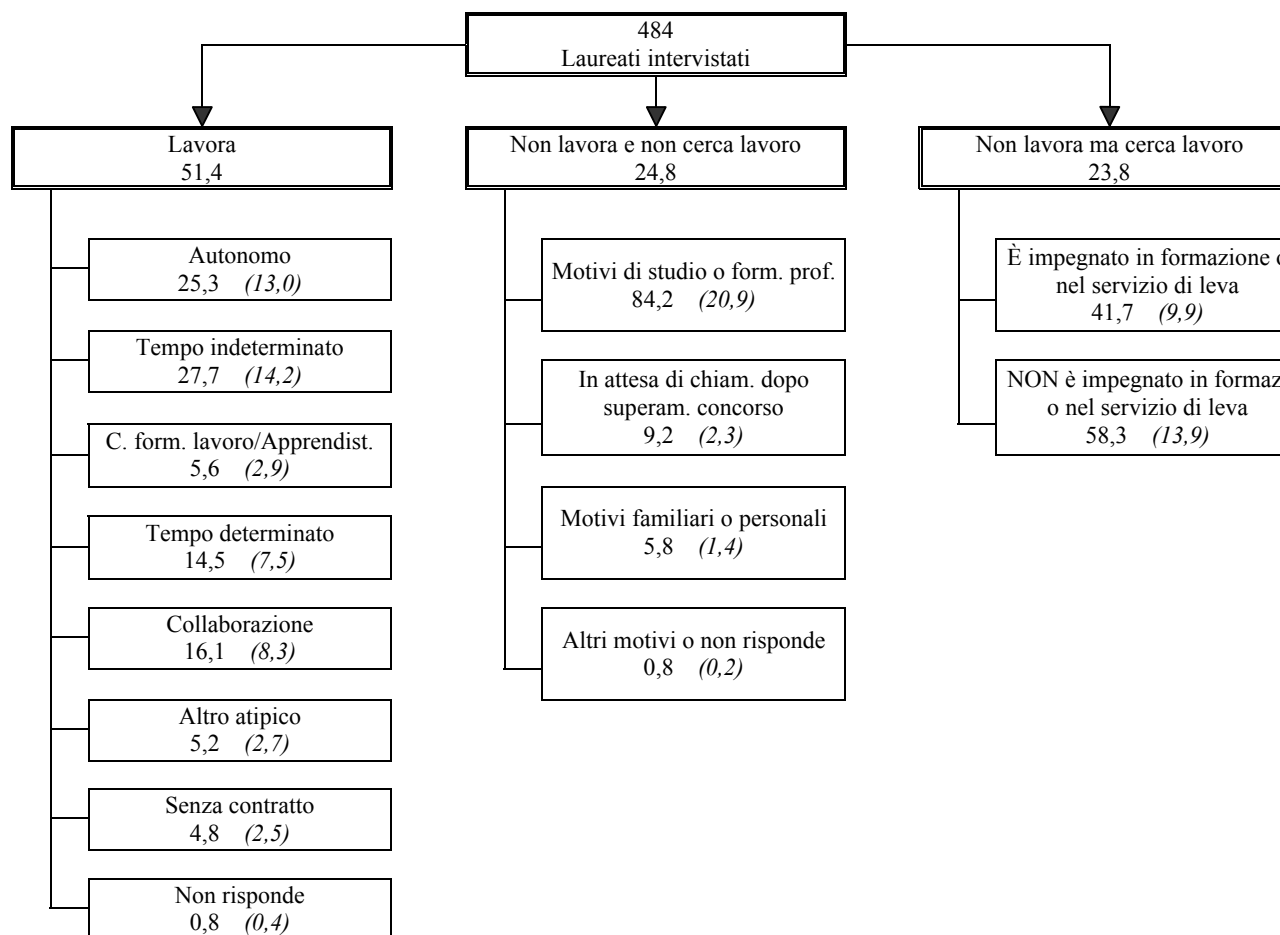 484
Laureati intervistati
Lavora
51,4
Autonomo
25,3 (13,0)
Tempo indeterminato
27,7 (14,2)
C. form. lavoro/Apprendist.
5,6 (2,9)
Tempo determinato
14,5 (7,5)
Collaborazione
16,1 (8,3)
Altro atipico
5,2 (2,7)
Senza contratto
4,8 (2,5)
Non risponde
0,8 (0,4)
Non lavora e non cerca lavoro
24,8
Motivi di studio o form. prof.
84,2 (20,9)
In attesa di chiam. dopo
superam. concorso
9,2 (2,3)
Motivi familiari o personali
5,8 (1,4)
Altri motivi o non risponde
0,8 (0,2)
Non lavora ma cerca lavoro
23,8
È impegnato in formazione
nel servizio di leva
41,7 (9,9)
NON è impegnato in
o nel servizio di leva
58,3 (13,9)